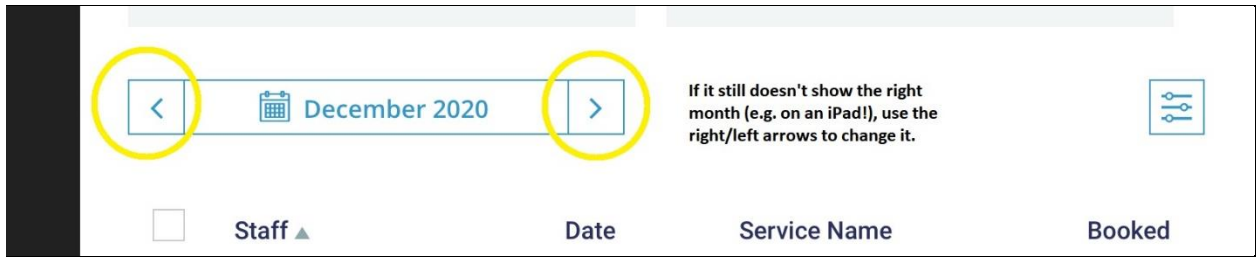 < December 2020 >
If it still doesn't show the right
month (e.g. on an iPad!), use the
right/left arrows to change it.
Staff ▲ Date Service Name Booked